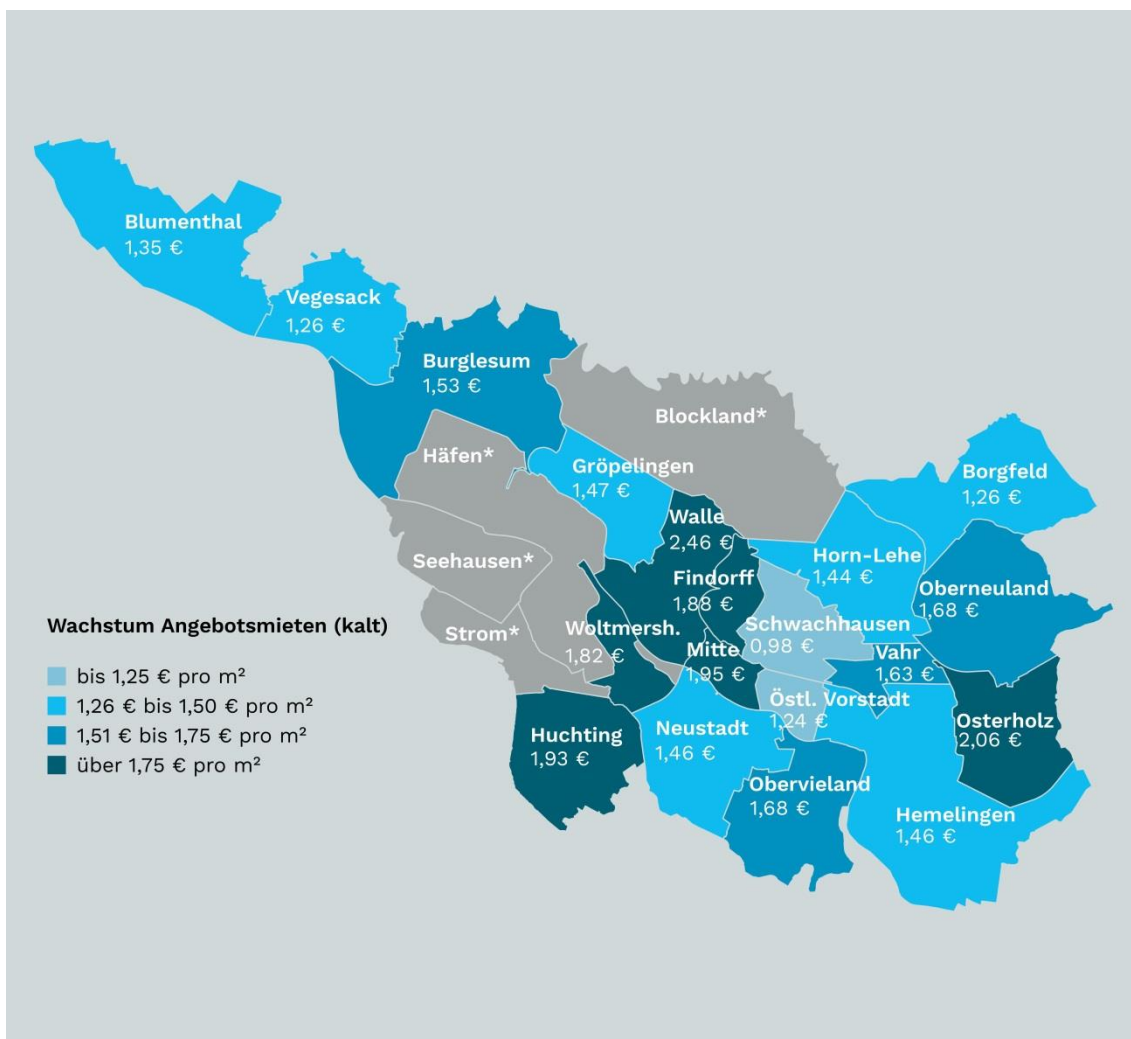 Blumenthal
1,35 €
Vegesack
1,26 €
Burglesum
1,53 €
Blockland*
Häfen*
Gröpelingen
1,47 €
Borgfeld
1,26 €
Walle
2,46 €
Horn-Lehe
1,44 €
Seehausen*
Findorff
1,88 €
Oberneuland
1,68 €
Strom*
Woltmersh.
1,82 €
Schwachhausen
0,98 €
Mitte
1,95 €
Vahr
1,63 €
Östl. Vorstadt
1,24 €
Huchting
1,93 €
Neustadt
1,46 €
Osterholz
2,06 €
Obervieland
1,68 €
Hemelingen
1,46 €
Wachstum Angebotsmieten (kalt)
bis 1,25 € pro m²
1,26 € bis 1,50 € pro m²
1,51 € bis 1,75 € pro m²
über 1,75 € pro m²